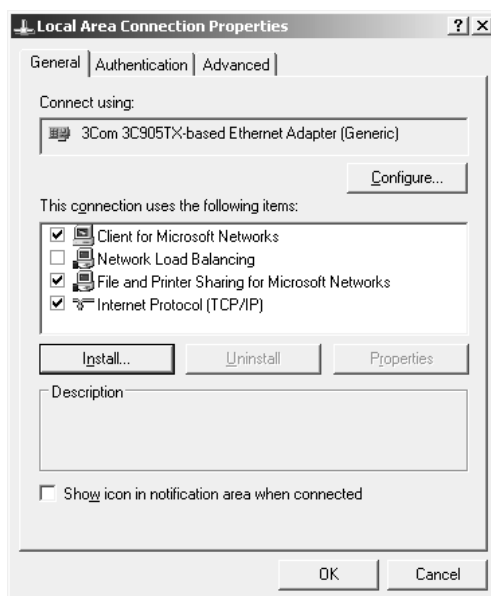 Local Area Connection Properties ? X
General Authentication Advanced
Connect using:
3Com 3C905TX-based Ethernet Adapter (Generic)
Configure...
This connection uses the following items:
Client for Microsoft Networks
Network Load Balancing
File and Printer Sharing for Microsoft Networks
Internet Protocol (TCP/IP)
Install... Uninstall Properties
Description
Show icon in notification area when connected
OK Cancel